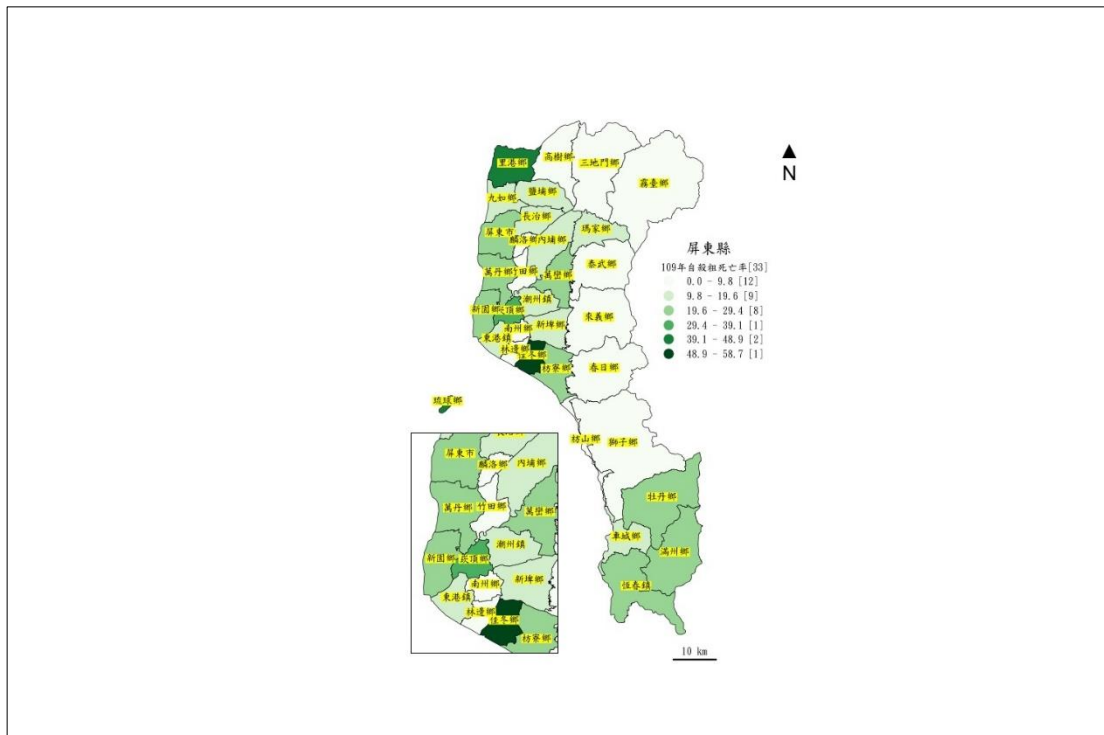 里港鄉
高樹鄉
三地門鄉
霧臺鄉
N
九如鄉
鹽埔鄉
長治鄉
瑪家鄉
屏東市
麟洛鄉
內埔鄉
泰武鄉
萬丹鄉
竹田鄉
萬巒鄉
潮州鎮
新園鄉
崁頂鄉
來義鄉
南州鄉
新埤鄉
東港鎮
林邊鄉
佳冬鄉
枋寮鄉
春日鄉
琉球鄉
枋山鄉
獅子鄉
牡丹鄉
車城鄉
滿州鄉
恆春鎮
屏東縣
109年自殺粗死亡率[33]
0.0 - 9.8 [12]
9.8 - 19.6 [9]
19.6 - 29.4 [8]
29.4 - 39.1 [1]
39.1 - 48.9 [2]
48.9 - 58.7 [1]
屏東市
麟洛鄉
內埔鄉
萬丹鄉
竹田鄉
萬巒鄉
新園鄉
崁頂鄉
潮州鎮
南州鄉
新埤鄉
東港鎮
林邊鄉
佳冬鄉
枋寮鄉
10 km